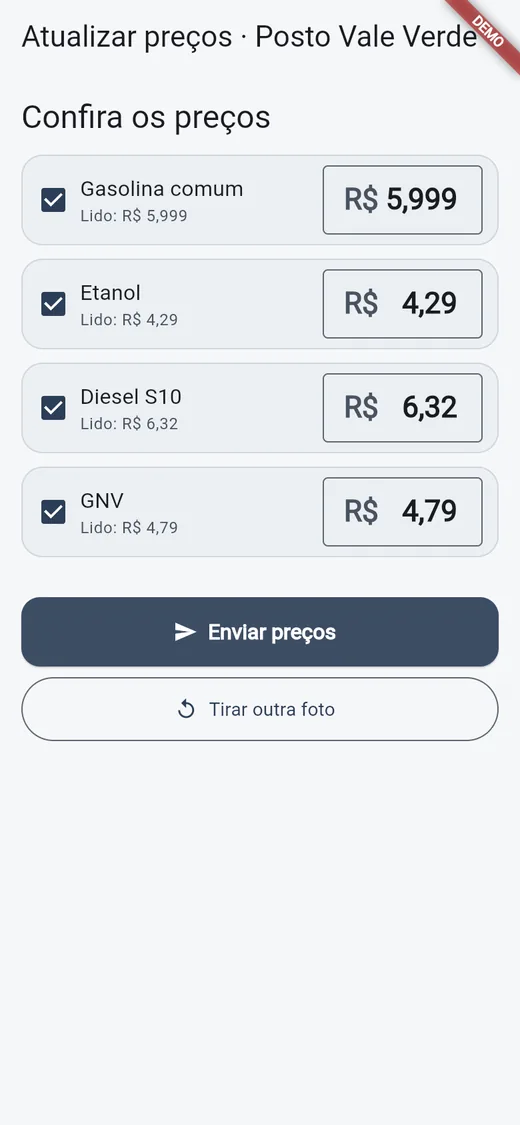 Atualizar preços · Posto Vale Verde
DEMO
Confira os preços
Gasolina comum
Lido: R$ 5,999
R$ 5,999
Etanol
Lido: R$ 4,29
R$ 4,29
Diesel S10
Lido: R$ 6,32
R$ 6,32
GNV
Lido: R$ 4,79
R$ 4,79
Enviar preços
Tirar outra foto